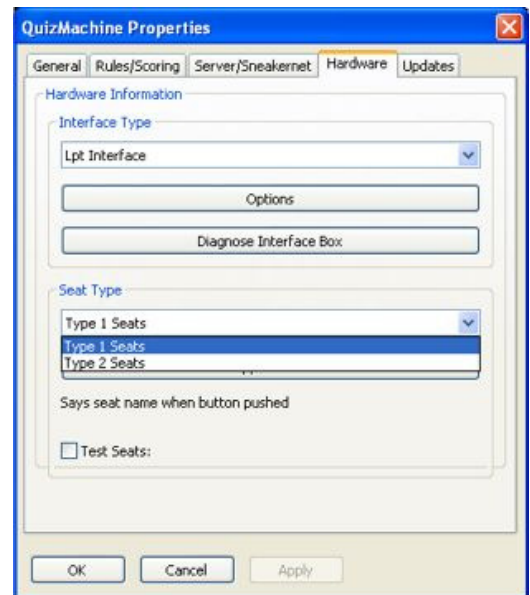 QuizMachine Properties
General Rules/Scoring Server/Sneakernet Hardware Updates
Hardware Information
Interface Type
Lpt Interface
Options
Diagnose Interface Box
Seat Type
Type 1 Seats
Type 1 Seats
Type 2 Seats
Says seat name when button pushed
Test Seats:
OK Cancel Apply